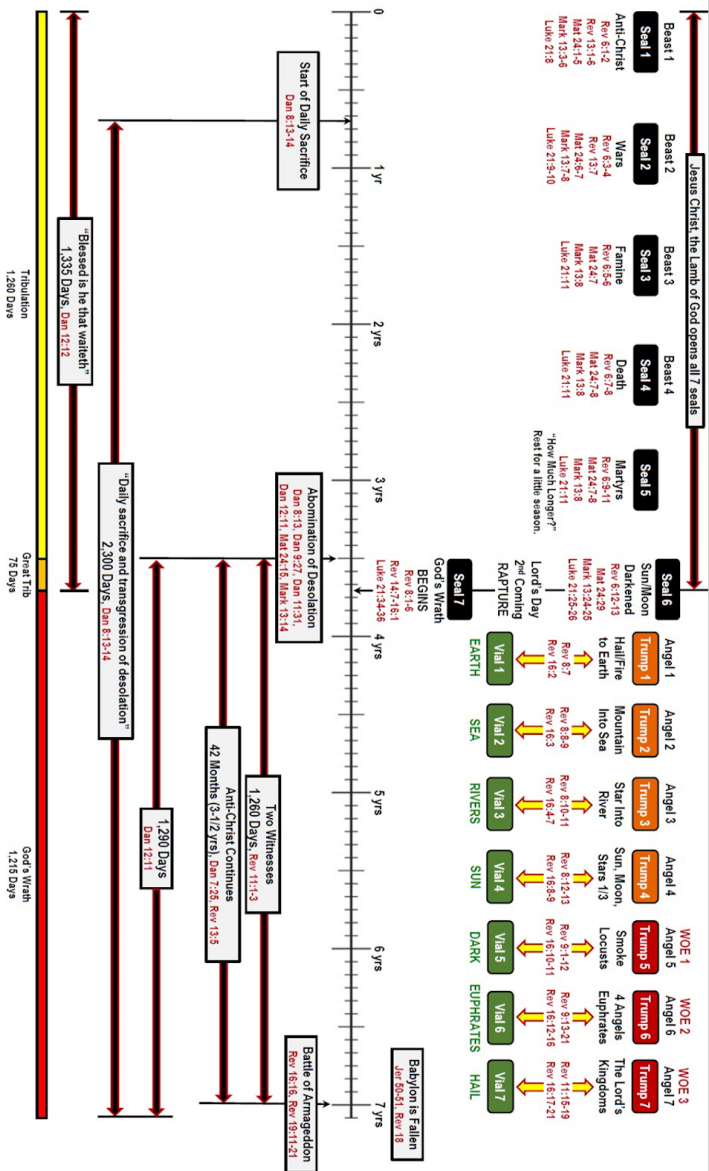 Jesus Christ, the Lamb of God opens all 7 seals
Beast 1
Seal 1
Anti-Christ
Rev 6:1-2
Rev 13:1-6
Mat 24:1-5
Mark 13:3-6
Luke 21:8
Beast 2
Seal 2
Wars
Rev 6:3-4
Rev 13:7
Mat 24:6-7
Mark 13:7-8
Luke 21:9-10
Beast 3
Seal 3
Famine
Rev 6:5-6
Mat 24:7
Mark 13:8
Luke 21:11
Beast 4
Seal 4
Death
Rev 6:7-8
Mat 24:7-8
Mark 13:8
Luke 21:11
Seal 5
Martyrs
Rev 6:9-11
Mat 24:7-8
Mark 13:8
Luke 21:11
"How Much Longer?"
Rest for a little season.
Seal 6
Sun/Moon
Darkened
Rev 6:12-13
Mat 24:29
Mark 13:24-25
Luke 21:25-26
Lord's Day
2nd Coming
RAPTURE
Seal 7
God's Wrath
BEGINS
Rev 8:1-6
Rev 14:7-16:1
Luke 21:34-36
Angel 1
Trump 1
Hail/Fire
to Earth
Rev 8:7
Rev 16:2
Vial 1
EARTH
Angel 2
Trump 2
Mountain
Into Sea
Rev 8:8-9
Rev 16:3
Vial 2
SEA
Angel 3
Trump 3
Star Into
River
Rev 8:10-11
Rev 16:4-7
Vial 3
RIVERS
Angel 4
Trump 4
Sun, Moon,
Stars 1/3
Rev 8:12-13
Rev 16:8-9
Vial 4
SUN
WOE 1
Angel 5
Trump 5
Smoke
Locusts
Rev 9:1-12
Rev 16:10-11
Vial 5
DARK
WOE 2
Angel 6
Trump 6
4 Angels
Euphrates
Rev 9:13-21
Rev 16:12-16
Vial 6
EUPHRATES
WOE 3
Angel 7
Trump 7
The Lord's
Kingdoms
Rev 11:15-19
Rev 16:17-21
Vial 7
HAIL
Babylon is Fallen
Jer 50-51, Rev 18
0
1 yr
2 yrs
3 yrs
4 yrs
5 yrs
6 yrs
7 yrs
Start of Daily Sacrifice
Dan 8:13-14
Abomination of Desolation
Dan 8:13, Dan 9:27, Dan 11:31,
Dan 12:11, Mat 24:15, Mark 13:14
Battle of Armageddon
Rev 16:16, Rev 19:11-21
Two Witnesses
1,260 Days, Rev 11:1-3
Anti-Christ Continues
42 Months (3-1/2 yrs), Dan 7:25, Rev 13:5
1,290 Days
Dan 12:11
"Daily sacrifice and transgression of desolation"
2,300 Days, Dan 8:13-14
"Blessed is he that waiteth"
1,335 Days, Dan 12:12
Tribulation
1,260 Days
Great Trib
75 Days
God's Wrath
1,215 Days